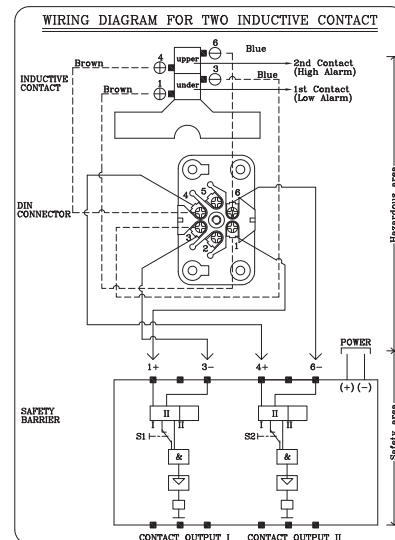 WIRING DIAGRAM FOR TWO INDUCTIVE CONTACT
6
Blue
4
upper
2nd Contact
(High Alarm)
Brown
3
Blue
INDUCTIVE
CONTACT
Brown
1
under
1st Contact
(Low Alarm)
Hazardous area
5
6
4
DIN
CONNECTOR
3
2
1
POWER
1+
3-
4+
6-
(+)
(-)
SAFETY
BARRIER
II
I
II
II
I
II
S1
S2
&
&
Safety area
CONTACT OUTPUT I
CONTACT OUTPUT II